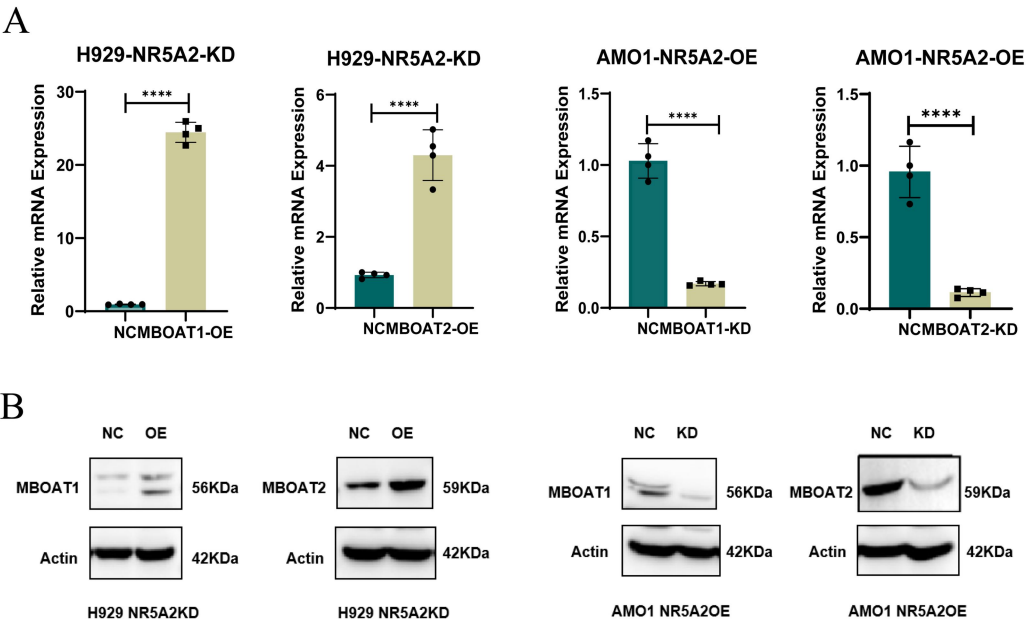 A
H929-NR5A2-KD
Relative mRNA Expression
30
20
10
0
****
NCMBOAT1-OE
H929-NR5A2-KD
Relative mRNA Expression
6
4
2
0
****
NCMBOAT2-OE
AMO1-NR5A2-OE
Relative mRNA Expression
1.5
1.0
0.5
0.0
****
NCMBOAT1-KD
AMO1-NR5A2-OE
Relative mRNA Expression
1.5
1.0
0.5
0.0
****
NCMBOAT2-KD
B
NC OE
MBOAT1 56KDa
Actin 42KDa
H929 NR5A2KD
NC OE
MBOAT2 59KDa
Actin 42KDa
H929 NR5A2KD
NC KD
MBOAT1 56KDa
Actin 42KDa
AMO1 NR5A2OE
NC KD
MBOAT2 59KDa
Actin 42KDa
AMO1 NR5A2OE